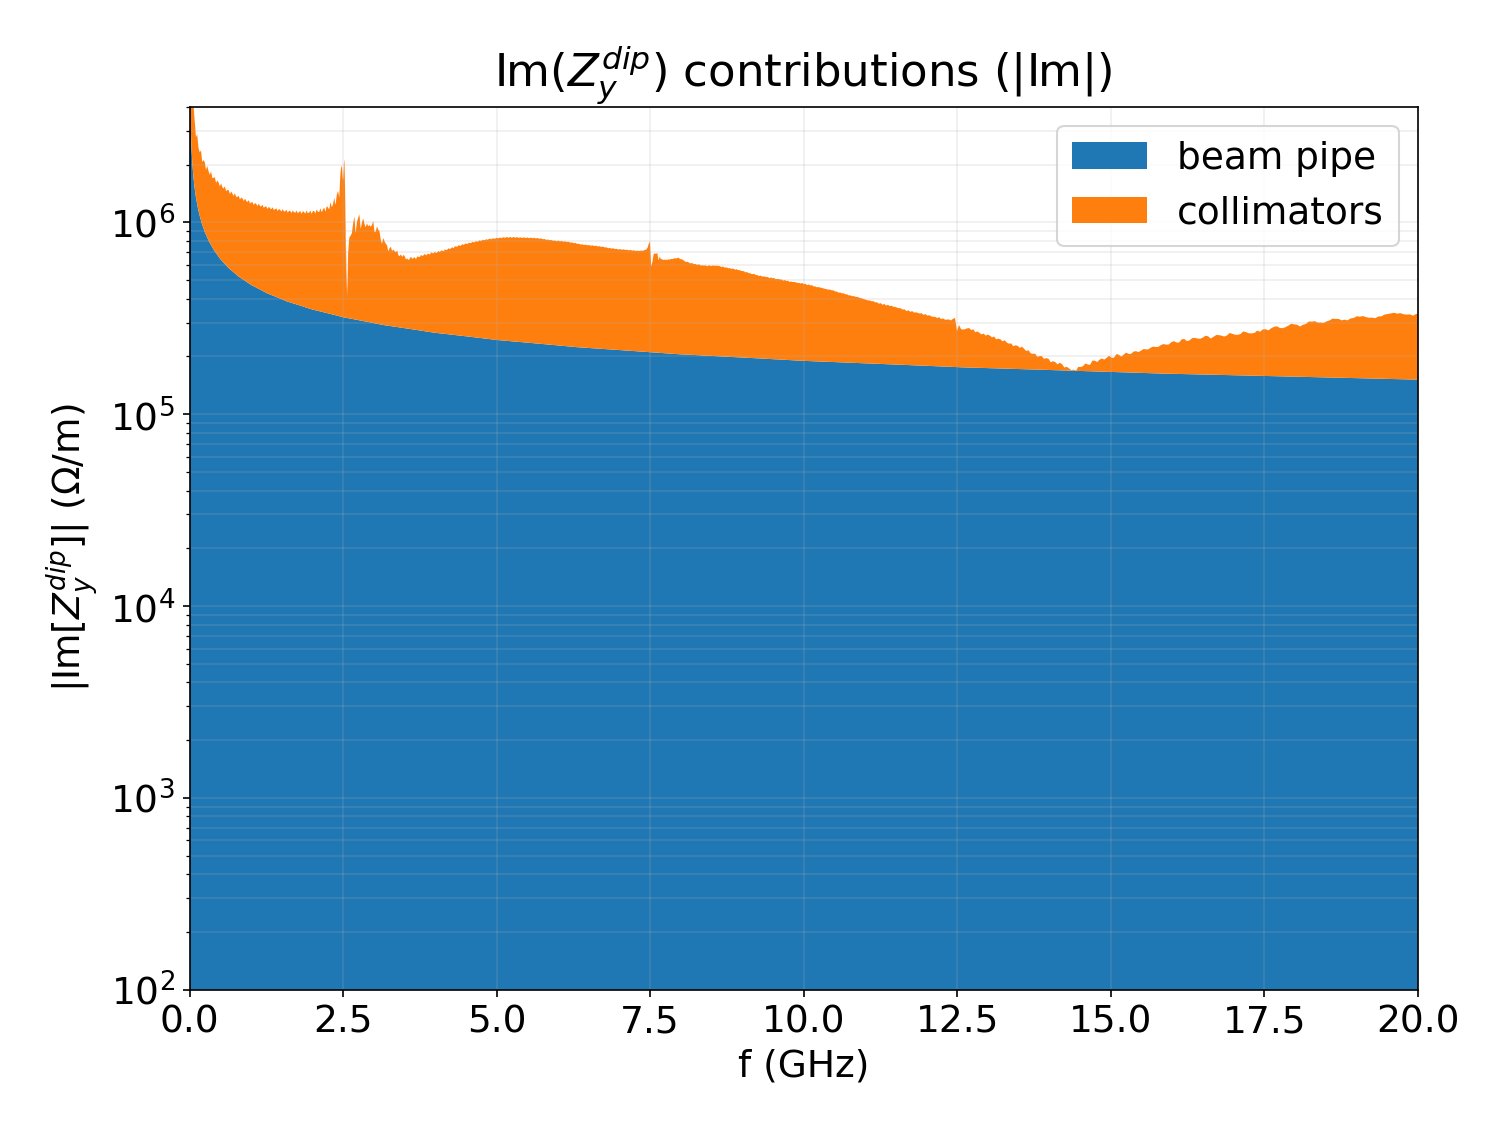 Im(Z_y^{dip}) contributions (|Im|)
beam pipe
collimators
|Im[Z_y^{dip}]| (Ω/m)
10^6
10^5
10^4
10^3
10^2
0.0 2.5 5.0 7.5 10.0 12.5 15.0 17.5 20.0
f (GHz)